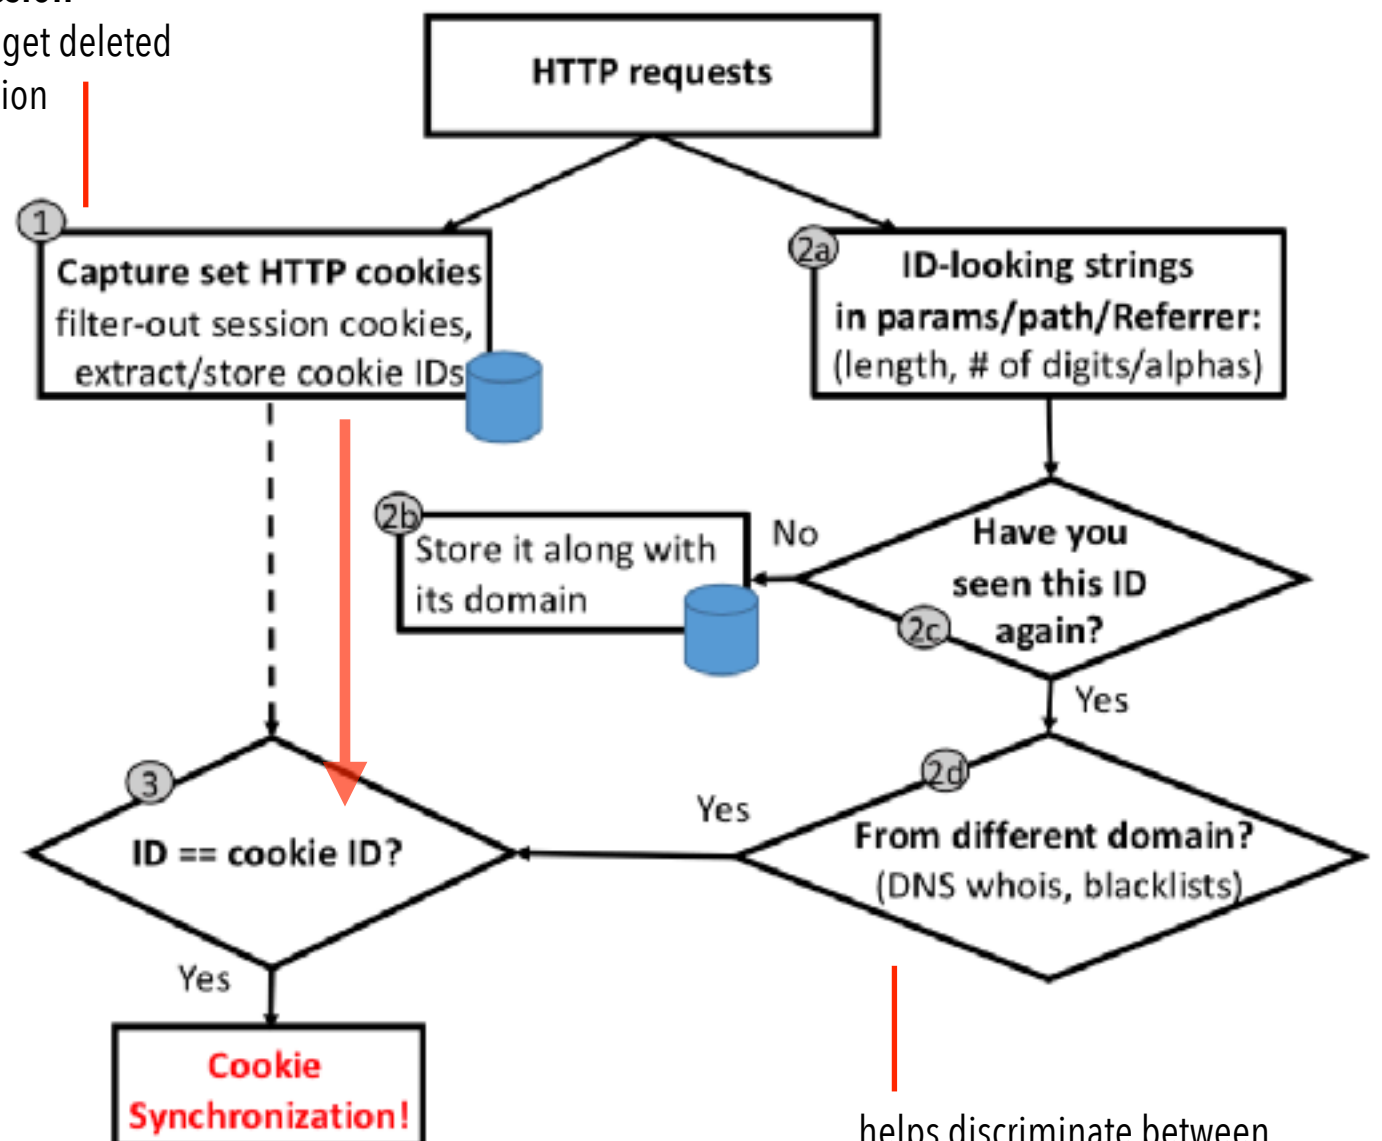 get deleted
HTTP requests
1
Capture set HTTP cookies
filter-out session cookies,
extract/store cookie IDs
2a
ID-looking strings
in params/path/Referrer:
(length, # of digits/alphas)
2b
Store it along with
its domain
No
Have you
seen this ID
again?
2c
Yes
3
ID == cookie ID?
Yes
2d
From different domain?
(DNS whois, blacklists)
Yes
Cookie
Synchronization!
helps discriminate between